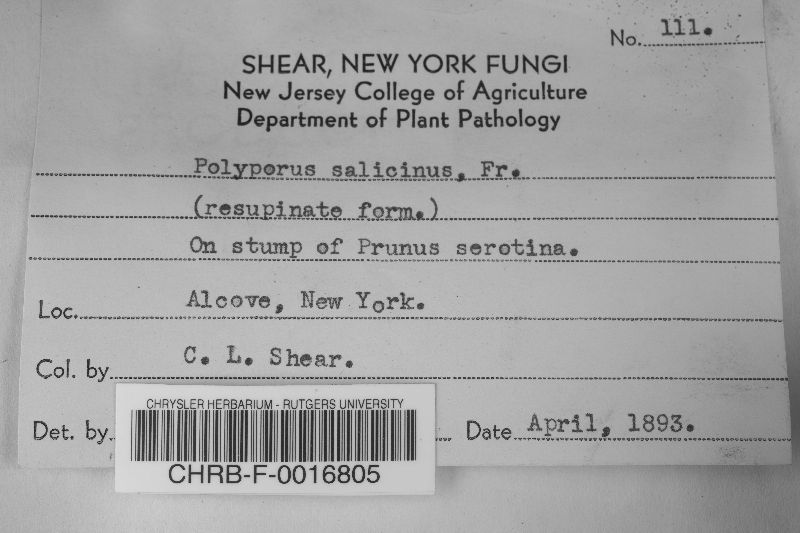 No. 111.
SHEAR, NEW YORK FUNGI
New Jersey College of Agriculture
Department of Plant Pathology
Polyporus salicinus, Fr.
(resupinate form.)
On stump of Prunus serotina.
Loc. Alcove, New York.
Col. by C. L. Shear.
Det. by Date April, 1893.
CHRYSLER HERBARIUM - RUTGERS UNIVERSITY
CHRB-F-0016805